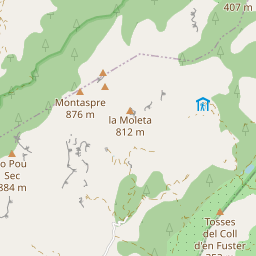 407 m
Montaspre
876 m
la Moleta
812 m
o Pou
Sec
884 m
Tosses
del Coll
d'en Fuster